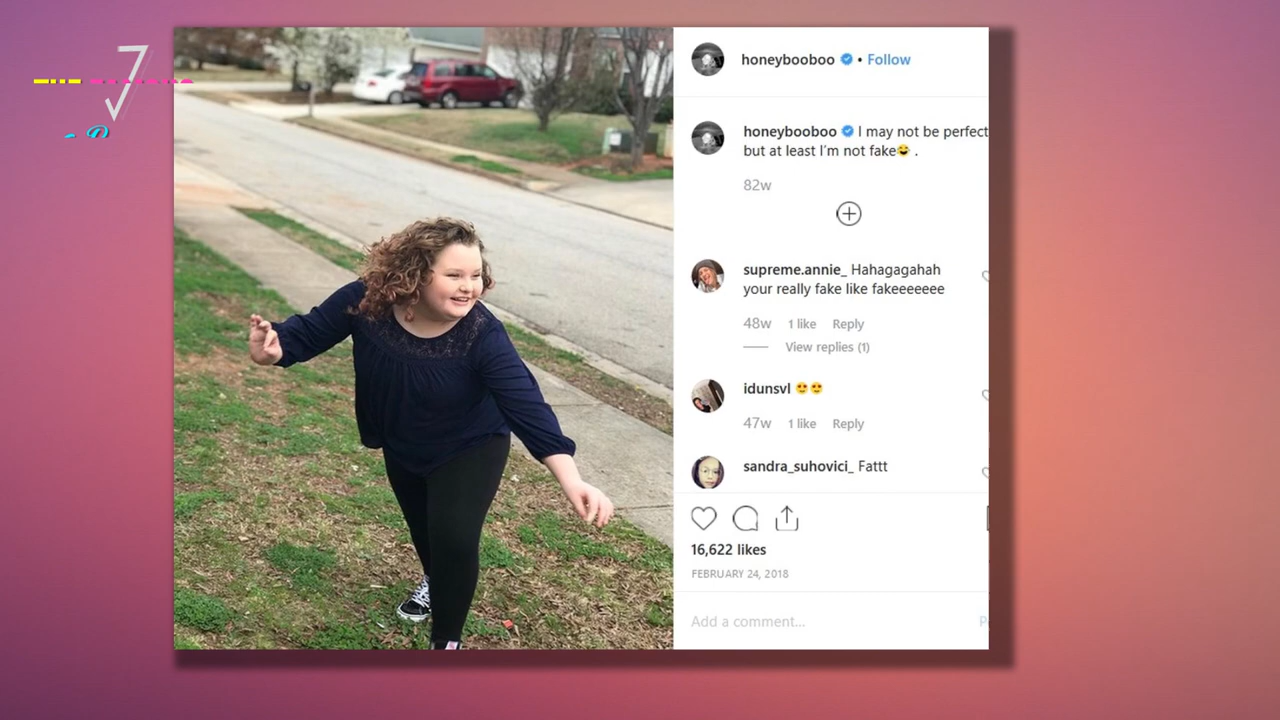 honeybooboo • Follow
honeybooboo I may not be perfect
but at least I'm not fake😂 .
82w
supreme.annie_ Hahagagahah
your really fake like fakeeeeeee
48w 1 like Reply
View replies (1)
idunsvl 😍😍
47w 1 like Reply
sandra_suhovici_ Fattt
16,622 likes
FEBRUARY 24, 2018
Add a comment...